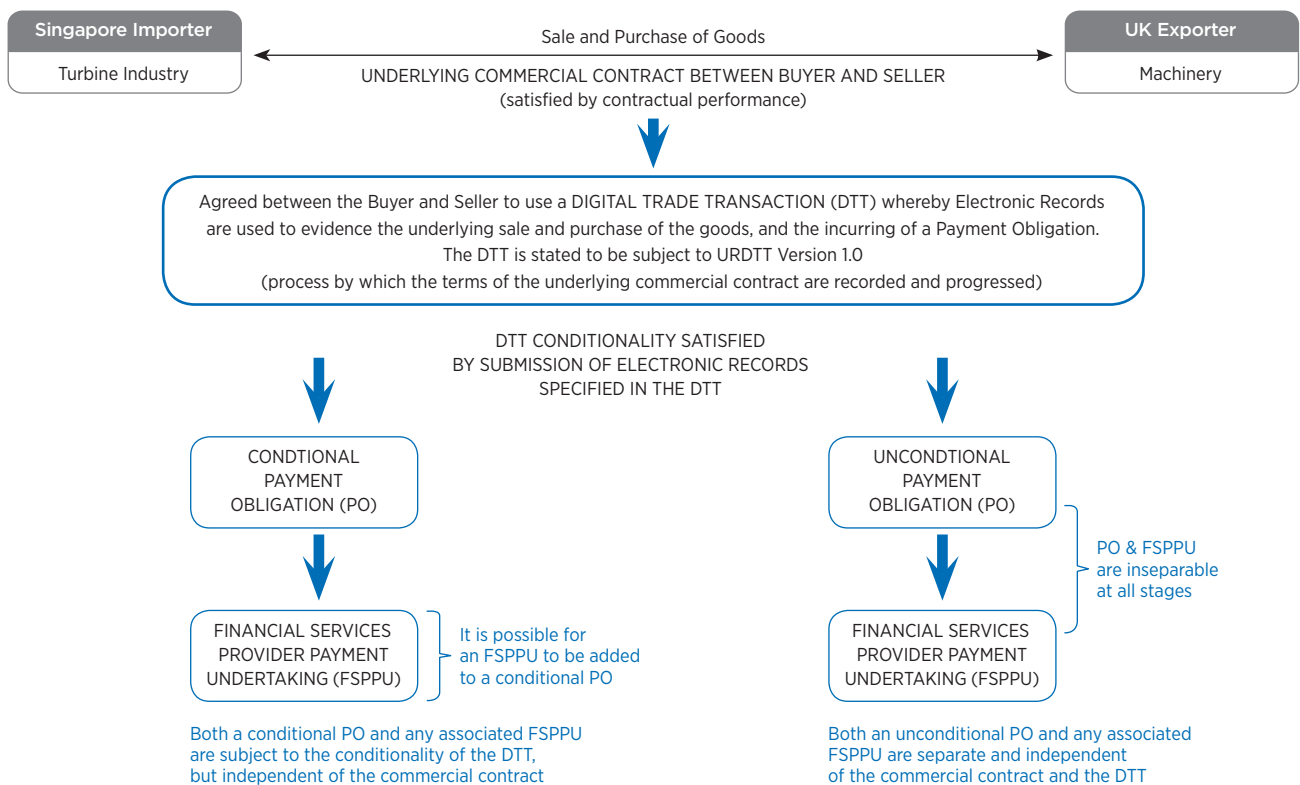 Singapore Importer
Turbine Industry
Sale and Purchase of Goods
UNDERLYING COMMERCIAL CONTRACT BETWEEN BUYER AND SELLER
(satisfied by contractual performance)
UK Exporter
Machinery
Agreed between the Buyer and Seller to use a DIGITAL TRADE TRANSACTION (DTT) whereby Electronic Records
are used to evidence the underlying sale and purchase of the goods, and the incurring of a Payment Obligation.
The DTT is stated to be subject to URDTT Version 1.0
(process by which the terms of the underlying commercial contract are recorded and progressed)
DTT CONDITIONALITY SATISFIED
BY SUBMISSION OF ELECTRONIC RECORDS
SPECIFIED IN THE DTT
CONDTIONAL
PAYMENT
OBLIGATION (PO)
FINANCIAL SERVICES
PROVIDER PAYMENT
UNDERTAKING (FSPPU)
It is possible for
an FSPPU to be added
to a conditional PO
Both a conditional PO and any associated FSPPU
are subject to the conditionality of the DTT,
but independent of the commercial contract
UNCONDTIONAL
PAYMENT
OBLIGATION (PO)
PO & FSPPU
are inseparable
at all stages
FINANCIAL SERVICES
PROVIDER PAYMENT
UNDERTAKING (FSPPU)
Both an unconditional PO and any associated
FSPPU are separate and independent
of the commercial contract and the DTT